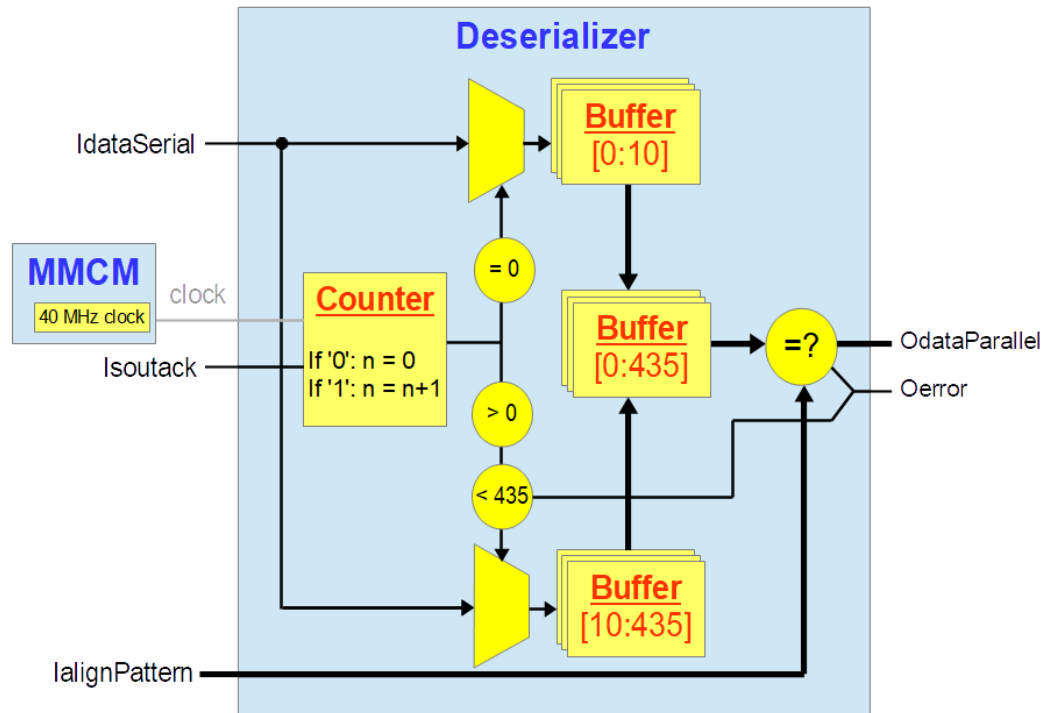 Deserializer
IdataSerial
Buffer
[0:10]
MMCM
40 MHz clock
clock
= 0
Counter
If '0': n = 0
If '1': n = n+1
Isoutack
Buffer
[0:435]
=?
OdataParallel
Oerror
> 0
< 435
Buffer
[10:435]
IalignPattern